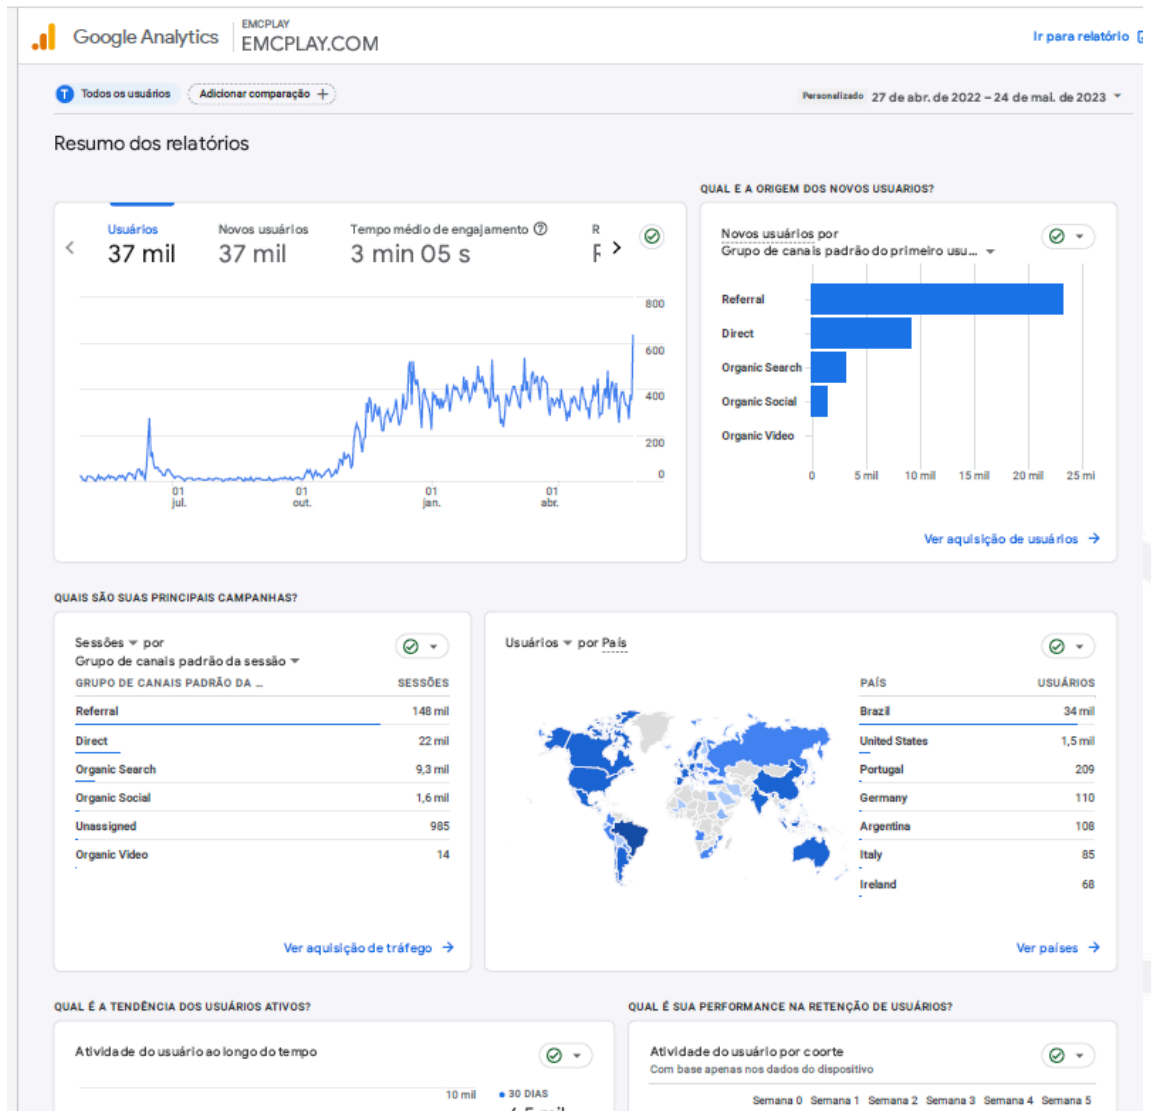 EMCPLAY
Google Analytics
EMCPLAY.COM
Ir para relatório
T Todos os usuários
Adicionar comparação +
Personalizado 27 de abr. de 2022 – 24 de mai. de 2023
Resumo dos relatórios
QUAL E A ORIGEM DOS NOVOS USUARIOS?
Usuários
37 mil
Novos usuários
37 mil
Tempo médio de engajamento
3 min 05 s
R
800
600
400
200
0
01 jul.
01 out.
01 jan.
01 abr.
Novos usuários por
Grupo de canais padrão do primeiro usu...
Referral
Direct
Organic Search
Organic Social
Organic Video
0 5 mil 10 mil 15 mil 20 mil 25 mi
Ver aquisição de usuários
QUAIS SÃO SUAS PRINCIPAIS CAMPANHAS?
Sessões por
Grupo de canais padrão da sessão
GRUPO DE CANAIS PADRÃO DA ... SESSÕES
Referral 148 mil
Direct 22 mil
Organic Search 9,3 mil
Organic Social 1,6 mil
Unassigned 985
Organic Video 14
Ver aquisição de tráfego
Usuários por País
PAÍS USUÁRIOS
Brazil 34 mil
United States 1,5 mil
Portugal 209
Germany 110
Argentina 108
Italy 85
Ireland 68
Ver países
QUAL É A TENDÊNCIA DOS USUÁRIOS ATIVOS?
Atividade do usuário ao longo do tempo
10 mil
30 DIAS
QUAL É SUA PERFORMANCE NA RETENÇÃO DE USUÁRIOS?
Atividade do usuário por coorte
Com base apenas nos dados do dispositivo
Semana 0 Semana 1 Semana 2 Semana 3 Semana 4 Semana 5